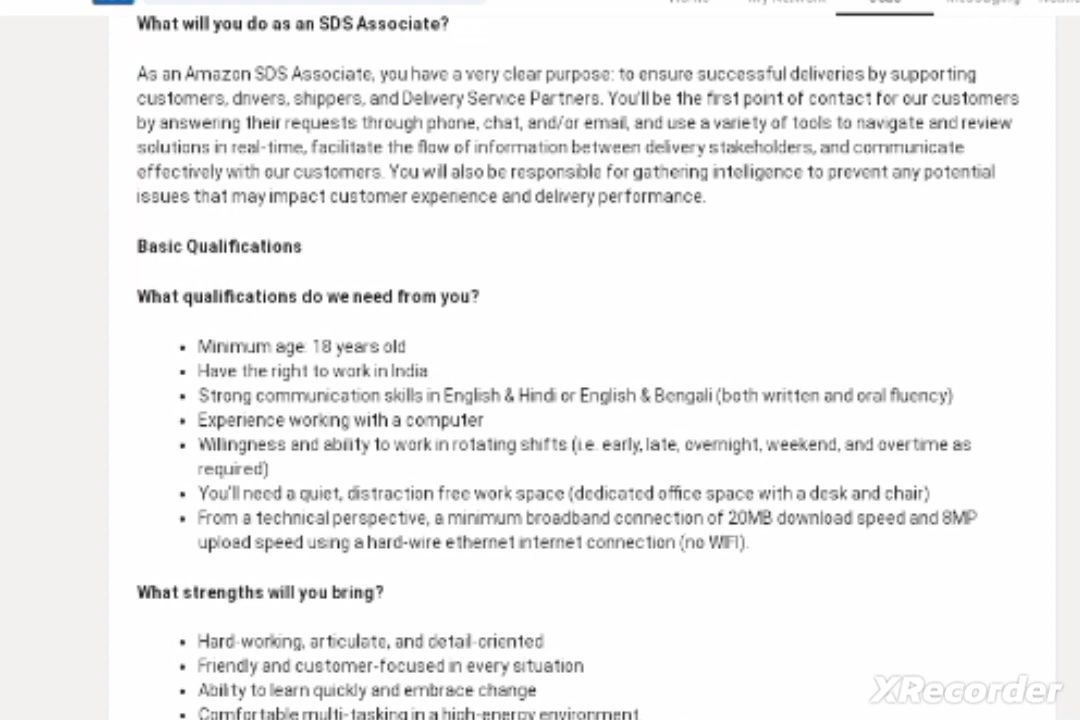 What will you do as an SDS Associate?
As an Amazon SDS Associate, you have a very clear purpose: to ensure successful deliveries by supporting
customers, drivers, shippers, and Delivery Service Partners. You'll be the first point of contact for our customers
by answering their requests through phone, chat, and/or email, and use a variety of tools to navigate and review
solutions in real-time, facilitate the flow of information between delivery stakeholders, and communicate
effectively with our customers. You will also be responsible for gathering intelligence to prevent any potential
issues that may impact customer experience and delivery performance.
Basic Qualifications
What qualifications do we need from you?
• Minimum age: 18 years old
• Have the right to work in India
• Strong communication skills in English & Hindi or English & Bengali (both written and oral fluency)
• Experience working with a computer
• Willingness and ability to work in rotating shifts (i.e. early, late, overnight, weekend, and overtime as
required)
• You'll need a quiet, distraction free work space (dedicated office space with a desk and chair)
• From a technical perspective, a minimum broadband connection of 20MB download speed and 8MP
upload speed using a hard-wire ethernet internet connection (no WIFI).
What strengths will you bring?
• Hard-working, articulate, and detail-oriented
• Friendly and customer-focused in every situation
• Ability to learn quickly and embrace change
• Comfortable multi-tasking in a high-energy environment
XRecorder